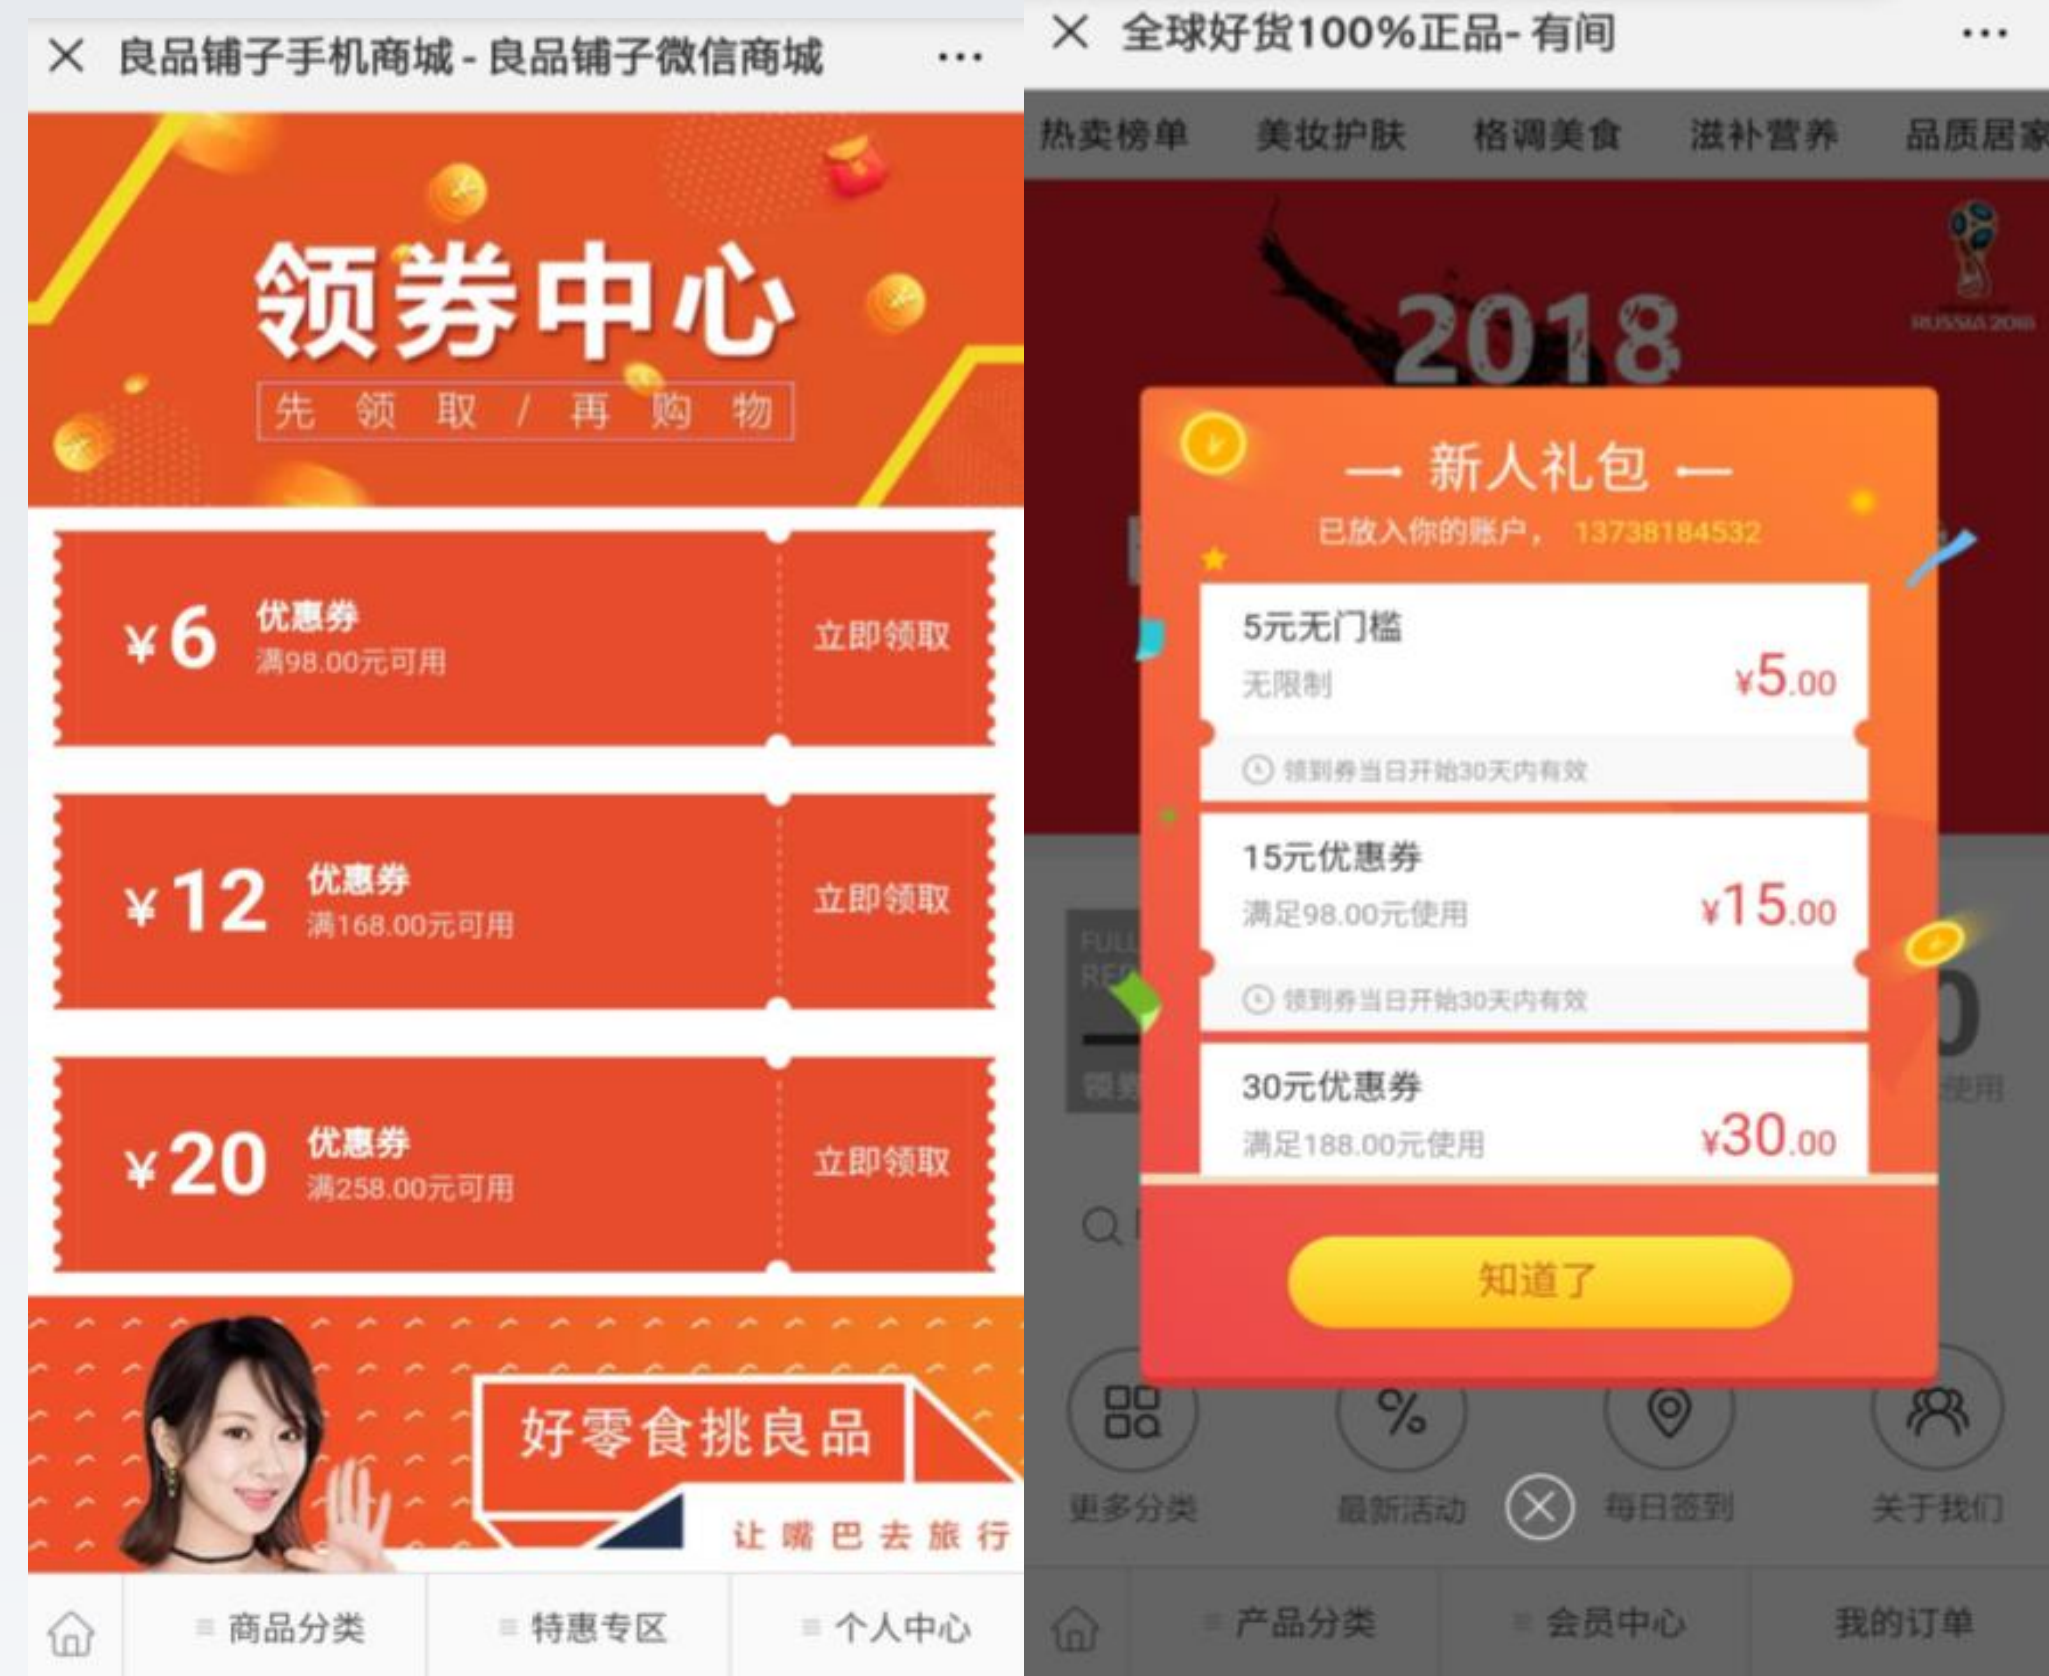 良品铺子手机商城 - 良品铺子微信商城
领券中心
先领取/再购物
¥6
优惠券
满98.00元可用
立即领取
¥12
优惠券
满168.00元可用
立即领取
¥20
优惠券
满258.00元可用
立即领取
好零食挑良品
让嘴巴去旅行
商品分类
特惠专区
个人中心
全球好货100%正品- 有间
热卖榜单 美妆护肤 格调美食 滋补营养 品质居家
2018
RUSSIA 2018
新人礼包
已放入你的账户， 13738184532
5元无门槛
无限制
¥5.00
领到券当日开始30天内有效
15元优惠券
满足98.00元使用
¥15.00
领到券当日开始30天内有效
30元优惠券
满足188.00元使用
¥30.00
使用
知道了
更多分类 最新活动 每日签到 关于我们
产品分类
会员中心
我的订单